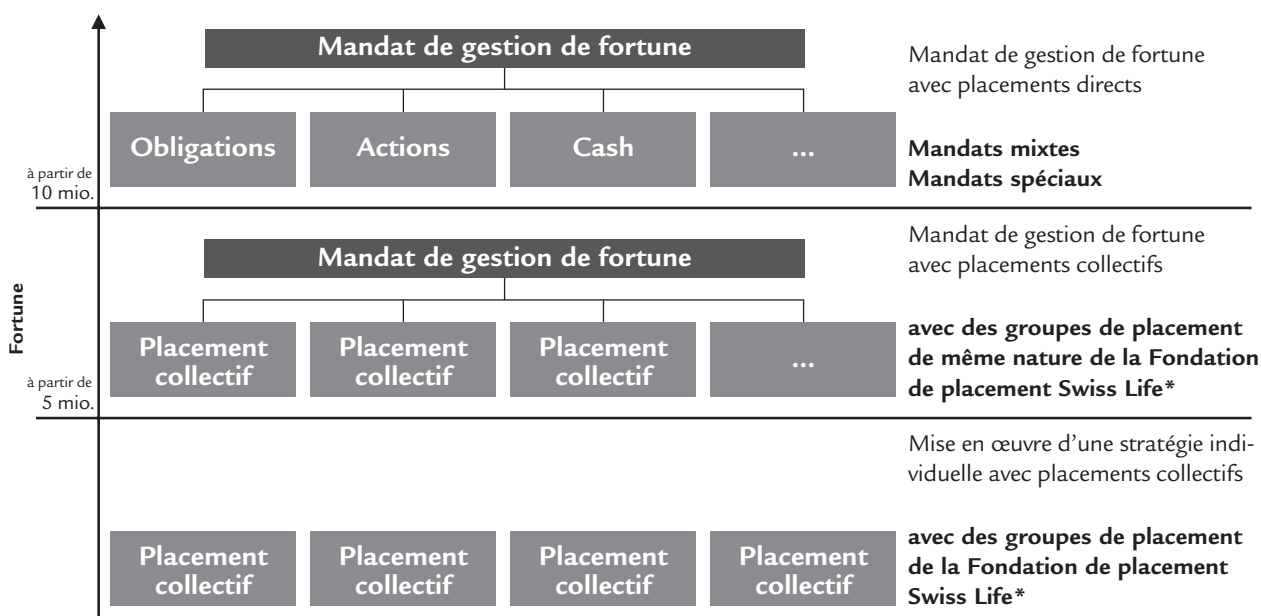 Mandat de gestion de fortune
Obligations
Actions
Cash
...
Mandat de gestion de fortune
avec placements directs
Mandats mixtes
Mandats spéciaux
à partir de
10 mio.
Mandat de gestion de fortune
Placement
collectif
Placement
collectif
Placement
collectif
...
Mandat de gestion de fortune
avec placements collectifs
avec des groupes de placement
de même nature de la Fondation
de placement Swiss Life*
Fortune
à partir de
5 mio.
Placement
collectif
Placement
collectif
Placement
collectif
Placement
collectif
Mise en œuvre d’une stratégie indi-
viduelle avec placements collectifs
avec des groupes de placement
de la Fondation de placement
Swiss Life*